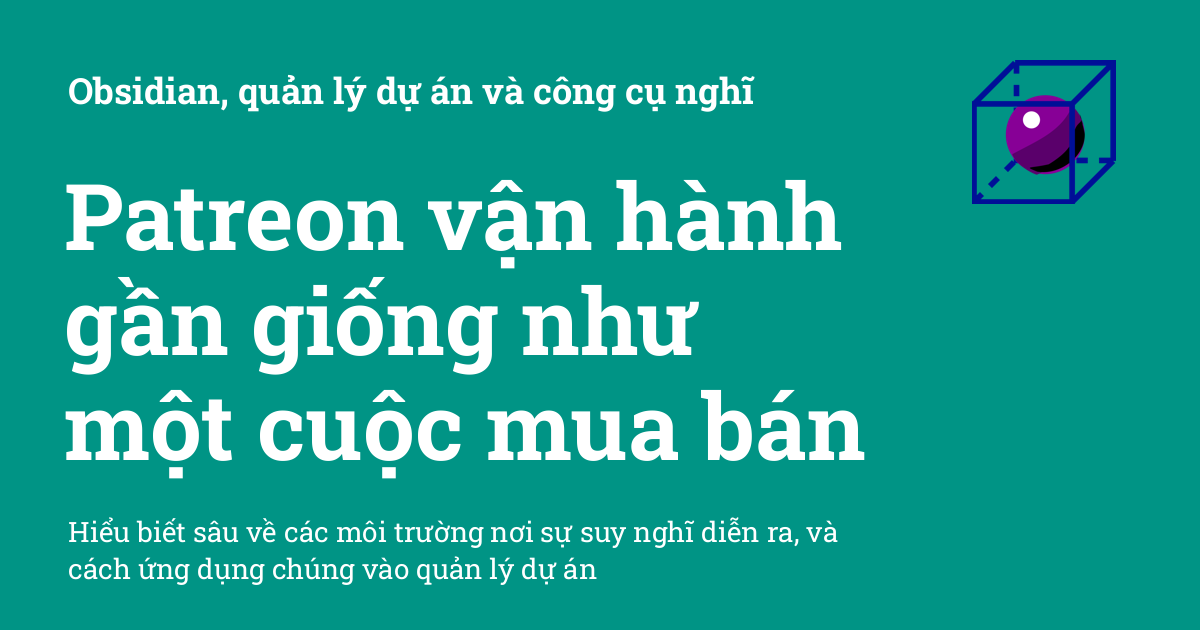 Obsidian, quản lý dự án và công cụ nghĩ
Patreon vận hành
gần giống như
một cuộc mua bán
Hiểu biết sâu về các môi trường nơi sự suy nghĩ diễn ra, và
cách ứng dụng chúng vào quản lý dự án